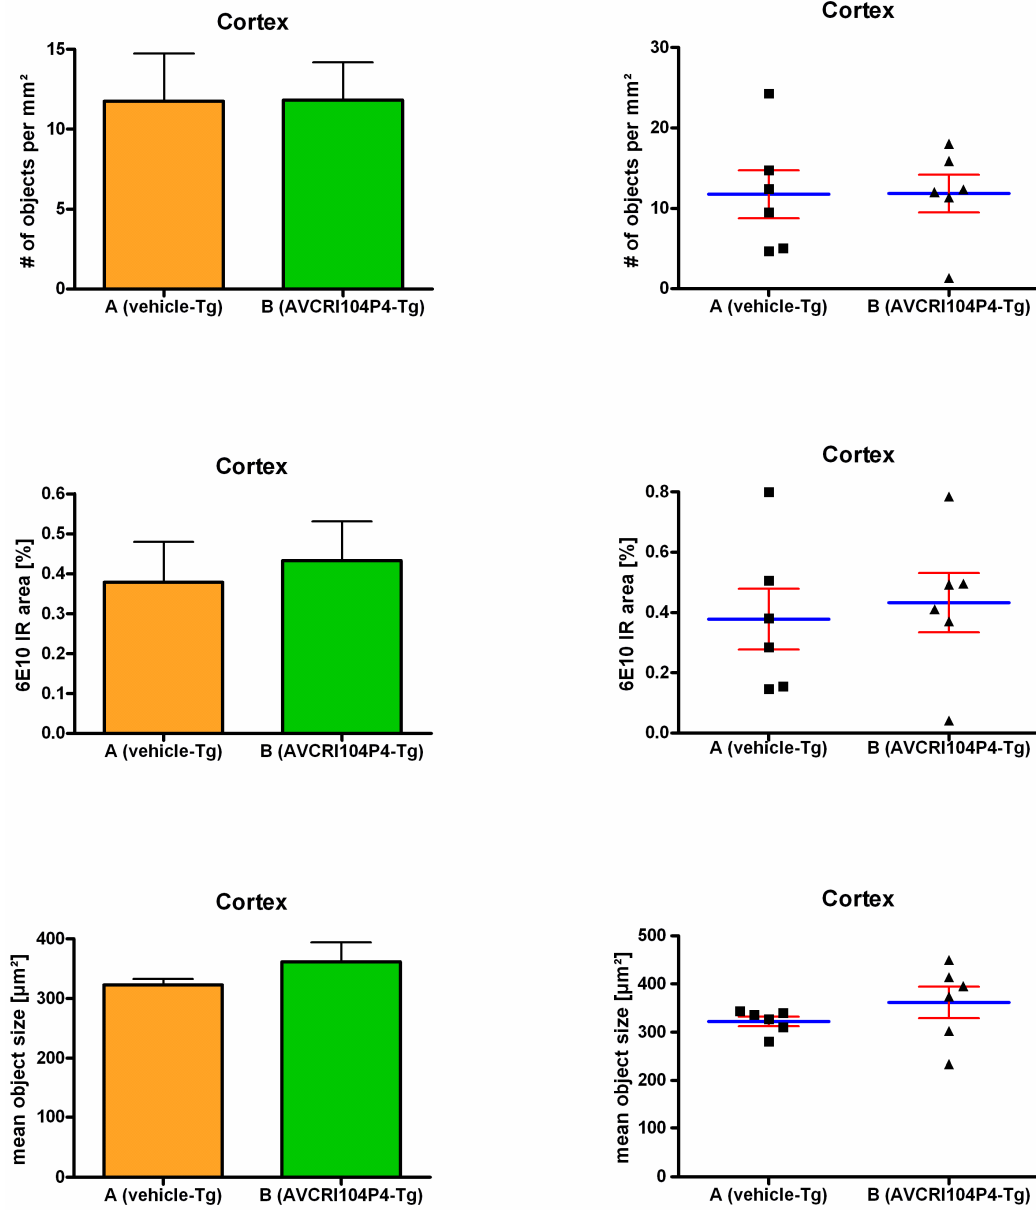 Cortex
# of objects per mm²
15
10
5
0
A (vehicle-Tg) B (AVCRI104P4-Tg)
Cortex
# of objects per mm²
30
20
10
0
A (vehicle-Tg) B (AVCRI104P4-Tg)
Cortex
6E10 IR area [%]
0.6
0.5
0.4
0.3
0.2
0.1
0.0
A (vehicle-Tg) B (AVCRI104P4-Tg)
Cortex
6E10 IR area [%]
0.8
0.6
0.4
0.2
0.0
A (vehicle-Tg) B (AVCRI104P4-Tg)
Cortex
mean object size [µm²]
400
300
200
100
0
A (vehicle-Tg) B (AVCRI104P4-Tg)
Cortex
mean object size [µm²]
500
400
300
200
100
0
A (vehicle-Tg) B (AVCRI104P4-Tg)